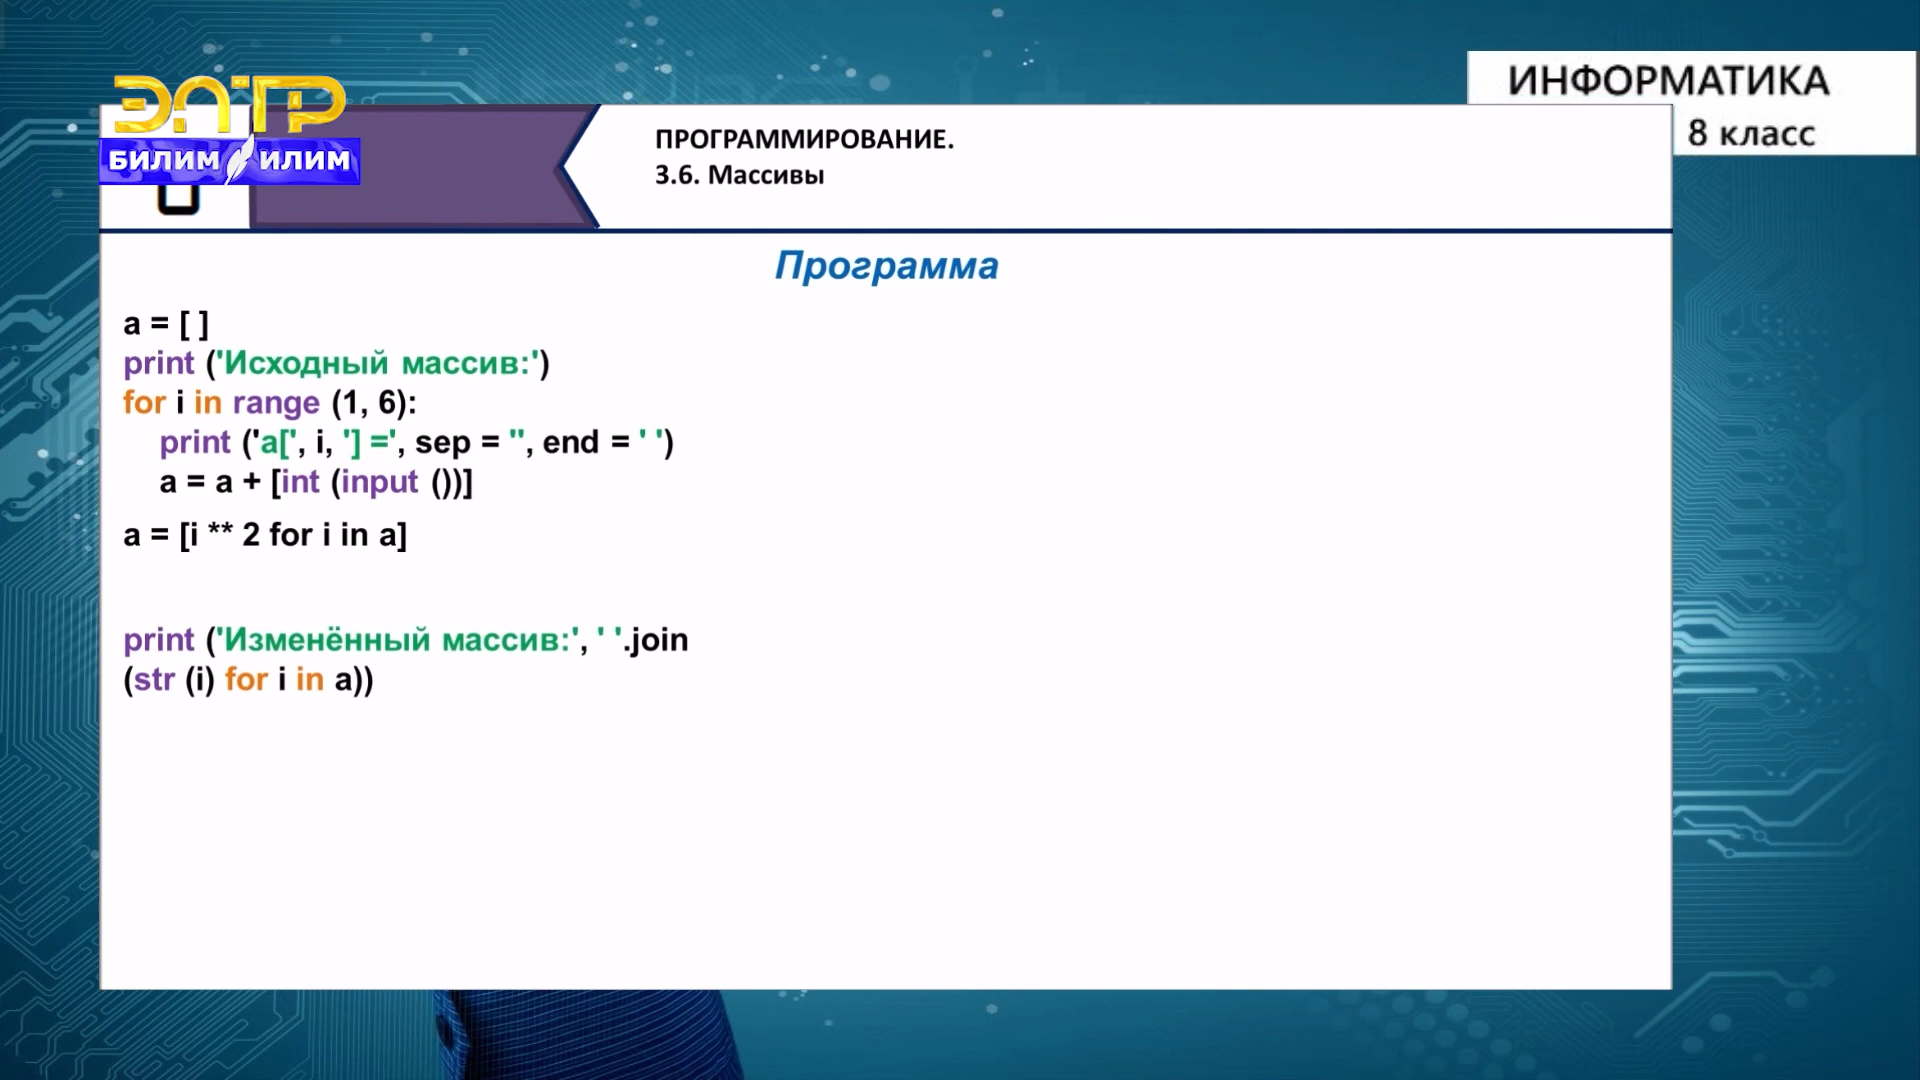 ЭЛТР
БИЛИМ ИЛИМ
ИНФОРМАТИКА
8 класс
ПРОГРАММИРОВАНИЕ.
3.6. Массивы
Программа
a = [ ]
print ('Исходный массив:')
for i in range (1, 6):
print ('a[', i, '] =', sep = '', end = ' ')
a = a + [int (input ())]
a = [i ** 2 for i in a]
print ('Изменённый массив:', ' '.join
(str (i) for i in a))